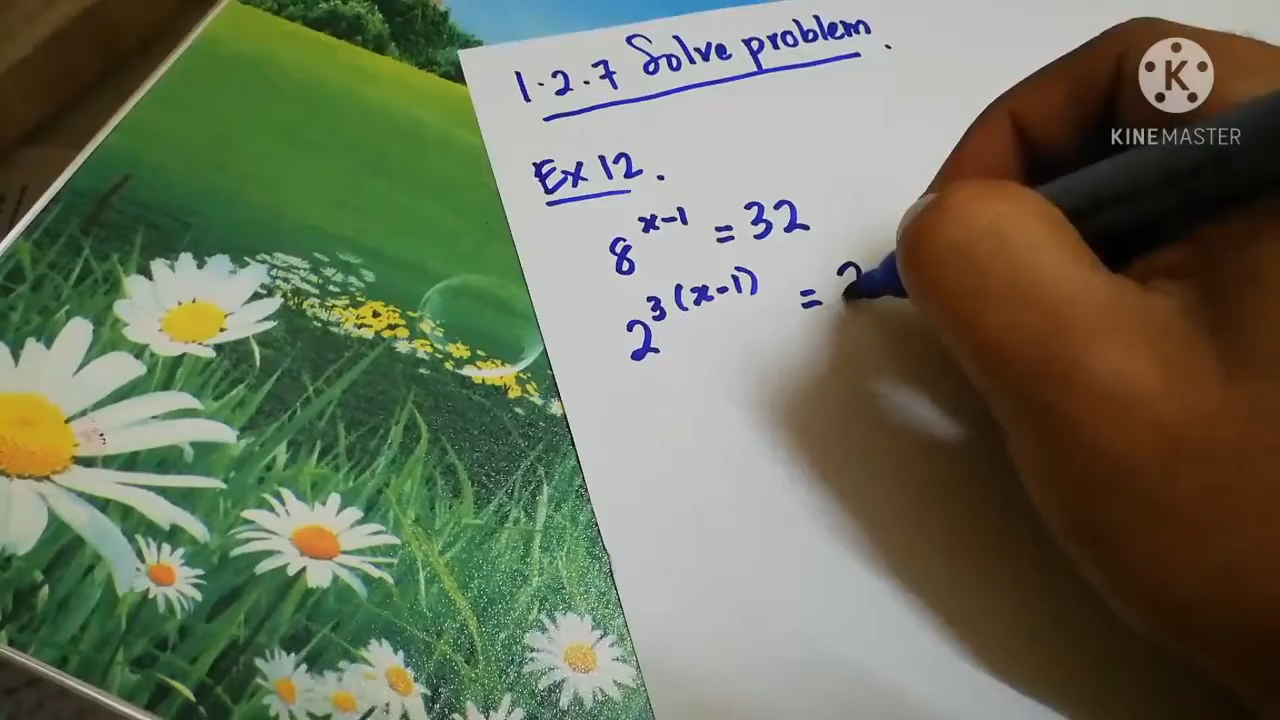 1.2.7 Solve problem.
Ex 12.
8^{x-1} = 32
2^{3(x-1)} = 2
K
KINEMASTER